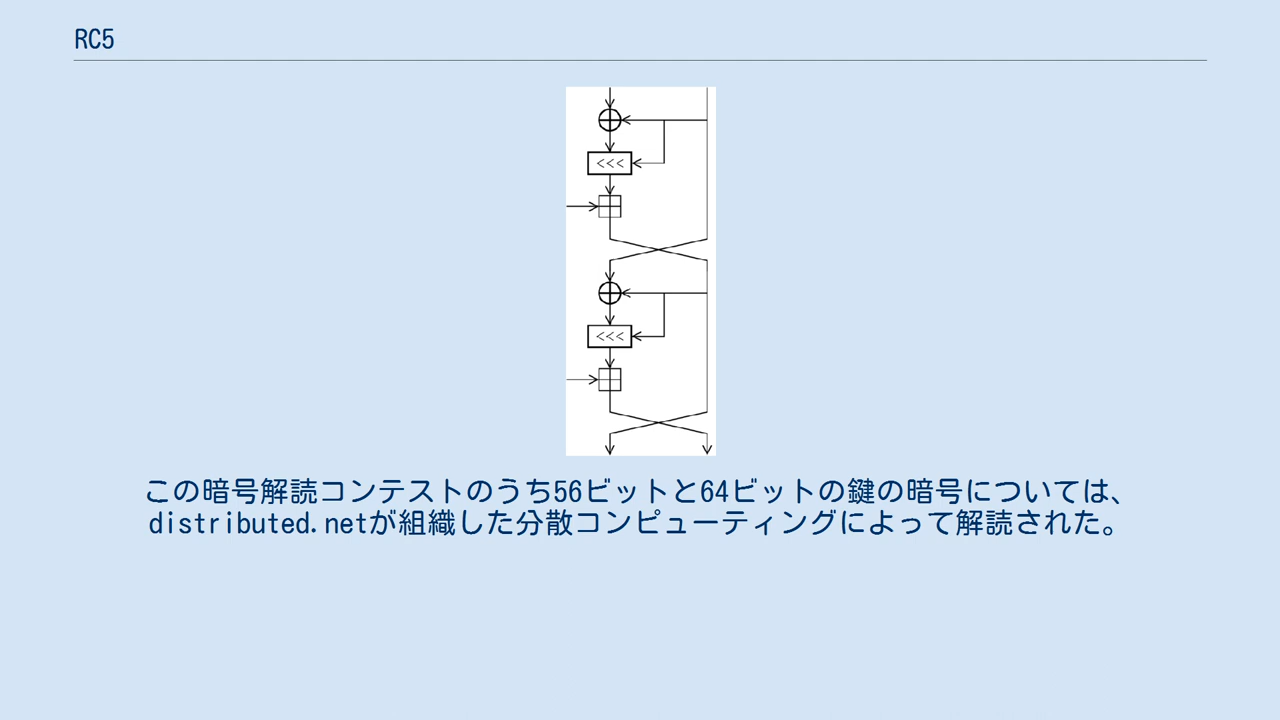 RC5
<<<
<<<
この暗号解読コンテストのうち56ビットと64ビットの鍵の暗号については、
distributed.netが組織した分散コンピューティングによって解読された。